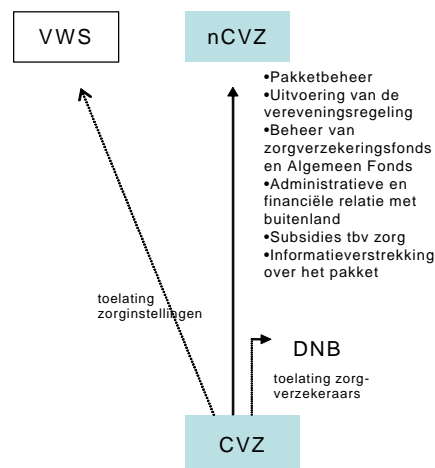 VWS
nCVZ
•Pakketbeheer
•Uitvoering van de
vereveningsregeling
•Beheer van
zorgverzekeringsfonds
en Algemeen Fonds
•Administratieve en
financiële relatie met
buitenland
•Subsidies tbv zorg
•Informatieverstrekking
over het pakket
toelating
zorginstellingen
DNB
toelating zorg-
verzekeraars
CVZ